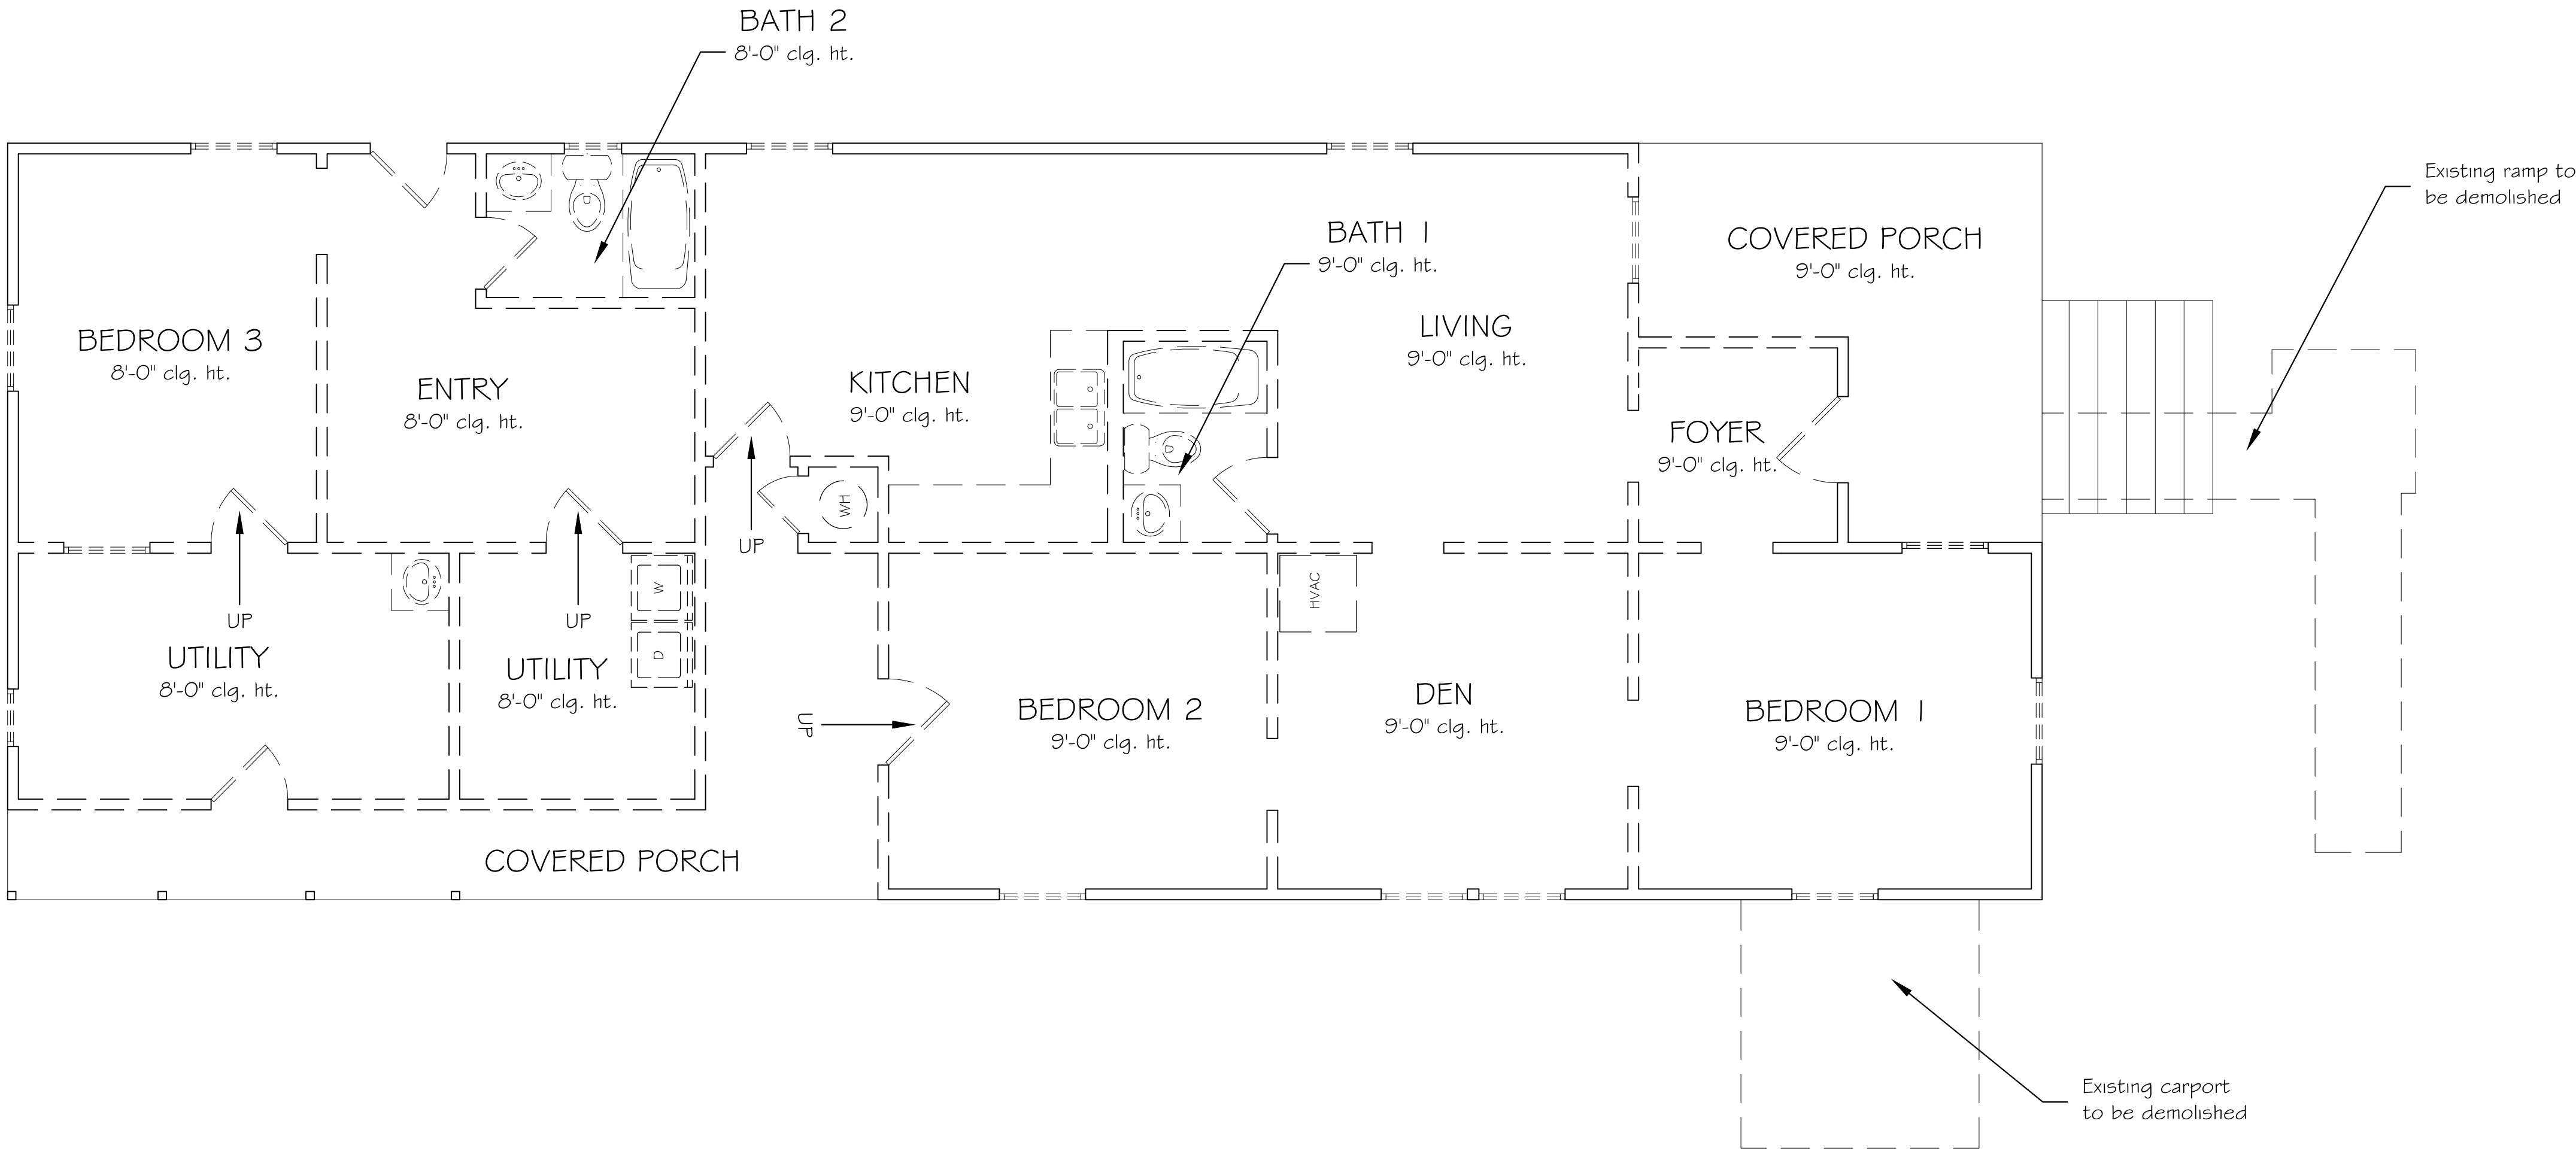 BATH 2
8'-0" clg. ht.
Existing ramp to
be demolished
BATH 1
9'-0" clg. ht.
COVERED PORCH
9'-0" clg. ht.
BEDROOM 3
8'-0" clg. ht.
ENTRY
8'-0" clg. ht.
KITCHEN
9'-0" clg. ht.
LIVING
9'-0" clg. ht.
FOYER
9'-0" clg. ht.
WH
UP
UP
UP
W
D
HVAC
UTILITY
8'-0" clg. ht.
UTILITY
8'-0" clg. ht.
UP
BEDROOM 2
9'-0" clg. ht.
DEN
9'-0" clg. ht.
BEDROOM 1
9'-0" clg. ht.
COVERED PORCH
Existing carport
to be demolished